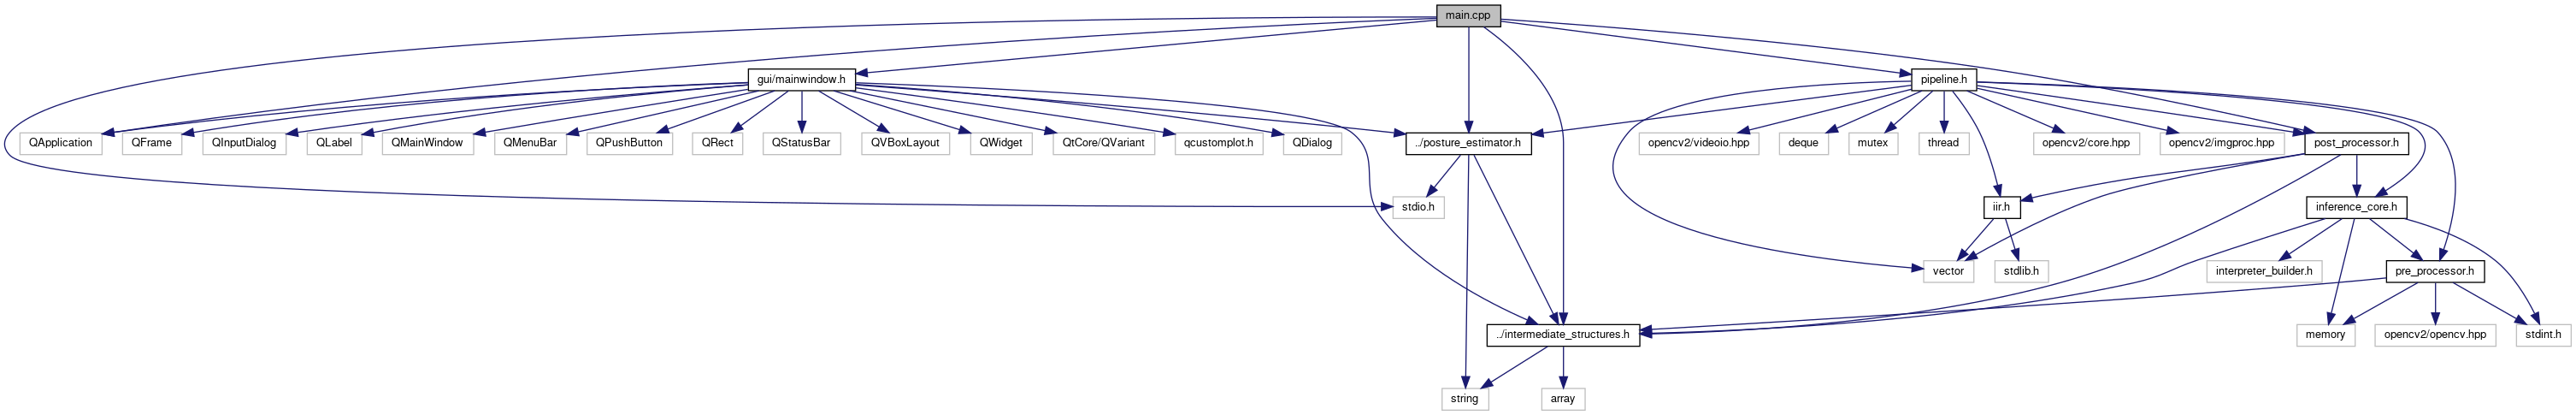 main.cpp
gui/mainwindow.h
pipeline.h
QApplication
QFrame
QInputDialog
QLabel
QMainWindow
QMenuBar
QPushButton
QRect
QStatusBar
QVBoxLayout
QWidget
QtCore/QVariant
qcustomplot.h
QDialog
../posture_estimator.h
opencv2/videoio.hpp
deque
mutex
thread
opencv2/core.hpp
opencv2/imgproc.hpp
post_processor.h
stdio.h
iir.h
inference_core.h
vector
stdlib.h
interpreter_builder.h
pre_processor.h
../intermediate_structures.h
memory
opencv2/opencv.hpp
stdint.h
string
array